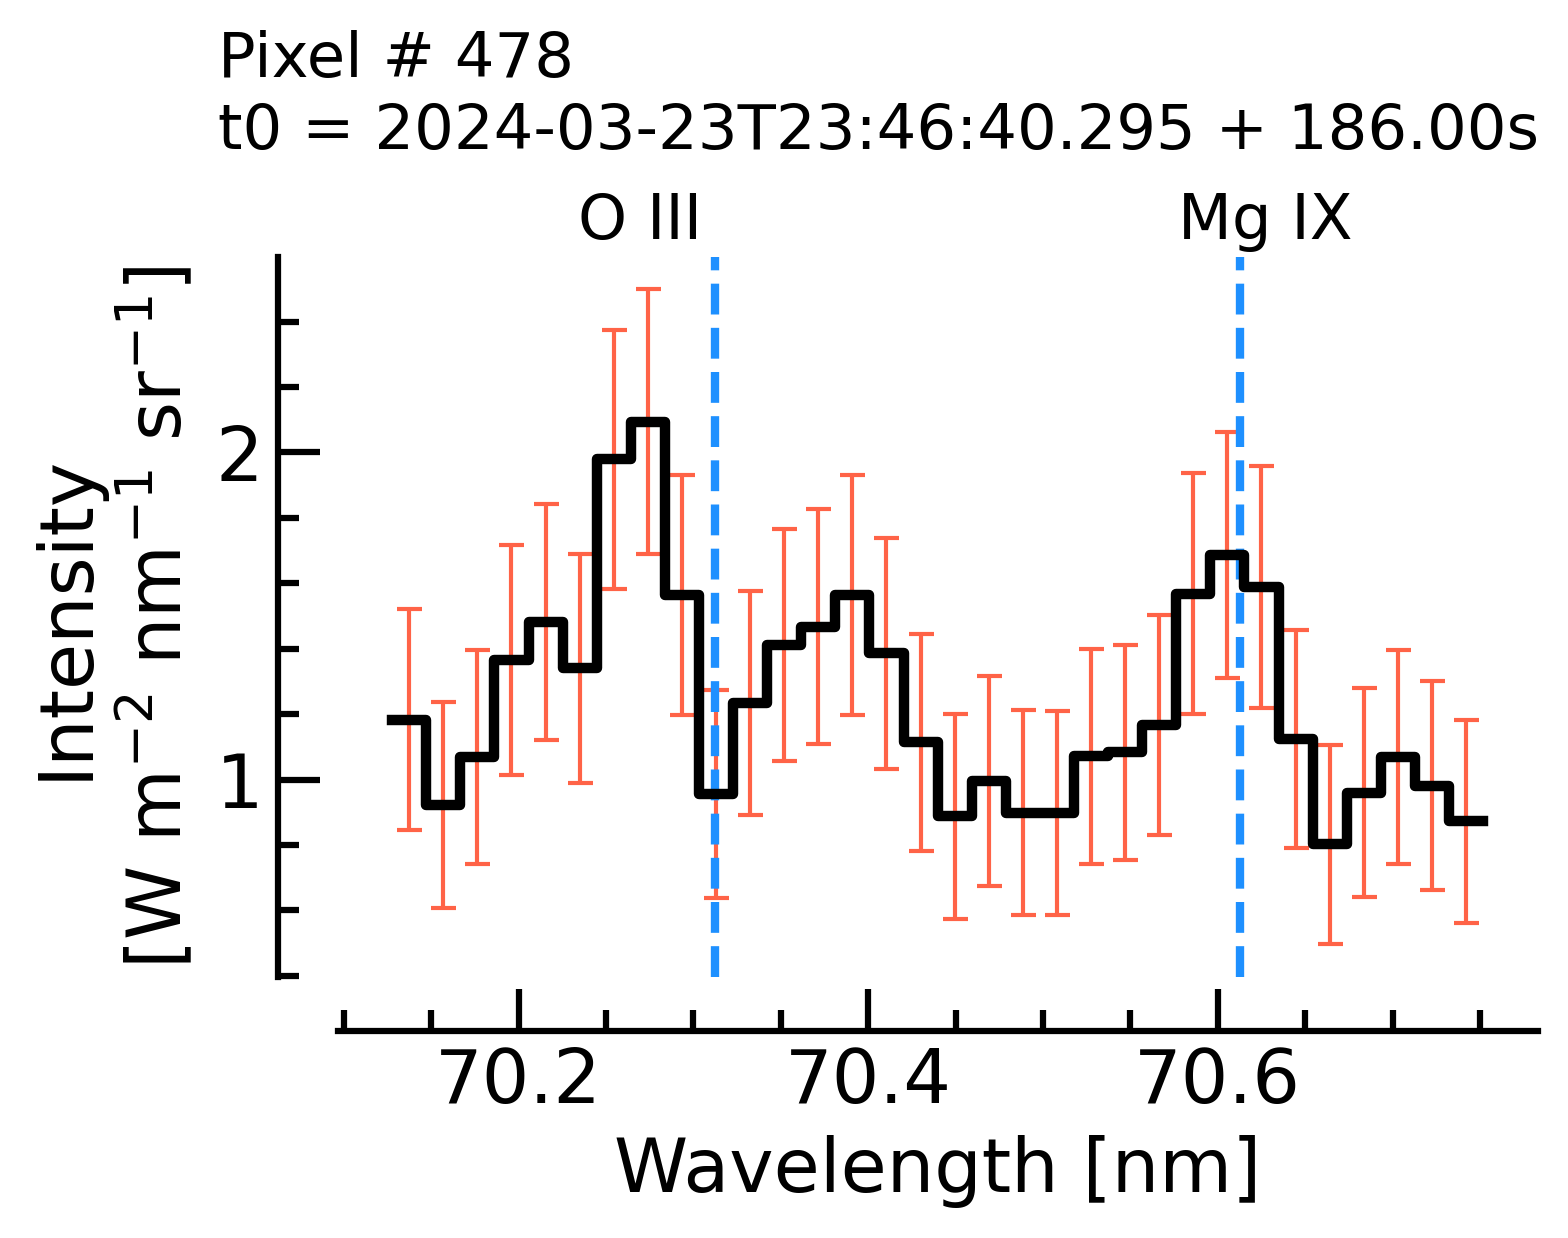 Pixel # 478
t0 = 2024-03-23T23:46:40.295 + 186.00s
O III
Mg IX
Intensity
[W m⁻² nm⁻¹ sr⁻¹]
2
1
70.2
70.4
70.6
Wavelength [nm]